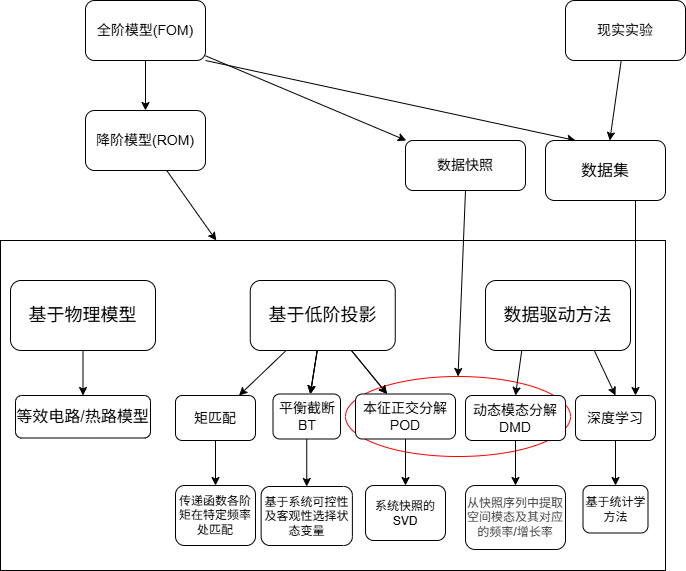 全阶模型(FOM)
现实实验
降阶模型(ROM)
数据快照
数据集
基于物理模型
基于低阶投影
数据驱动方法
等效电路/热路模型
矩匹配
平衡截断
BT
本征正交分解
POD
动态模态分解
DMD
深度学习
传递函数各阶
矩在特定频率
处匹配
基于系统可控性
及客观性选择状
态变量
系统快照的
SVD
从快照序列中提取
空间模态及其对应
的频率/增长率
基于统计学
方法